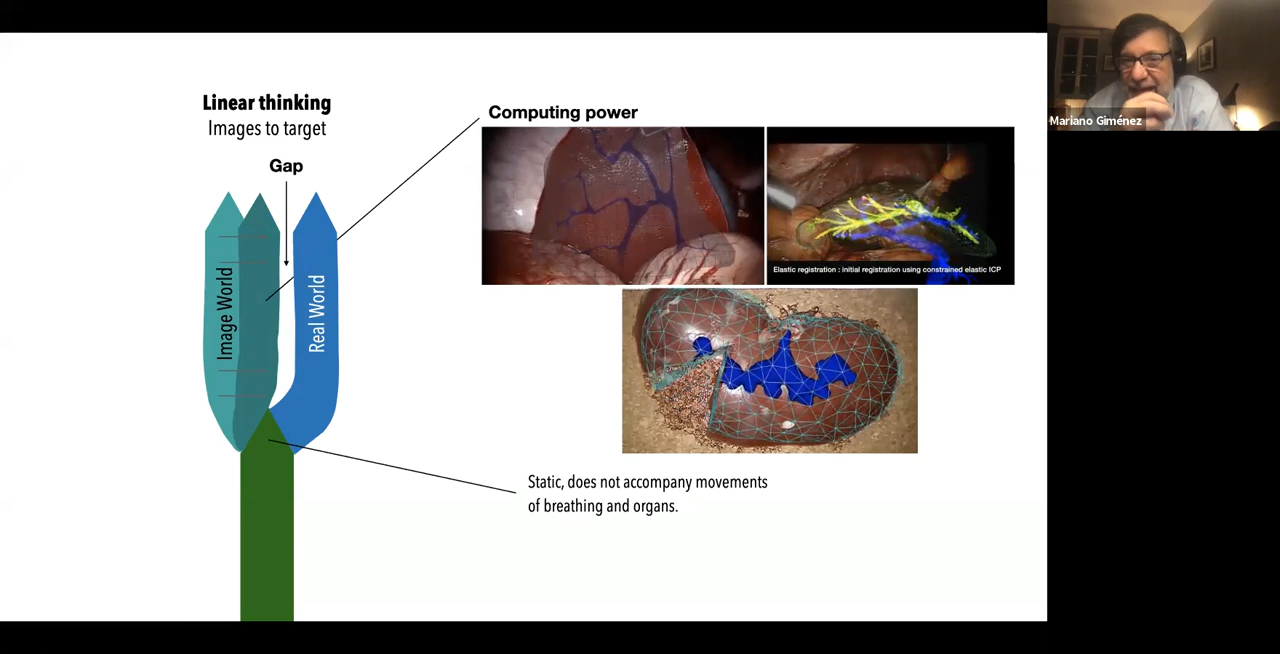 Linear thinking
Images to target
Gap
Image World
Real World
Computing power
Elastic registration : initial registration using constrained elastic ICP
Static, does not accompany movements
of breathing and organs.
Mariano Giménez